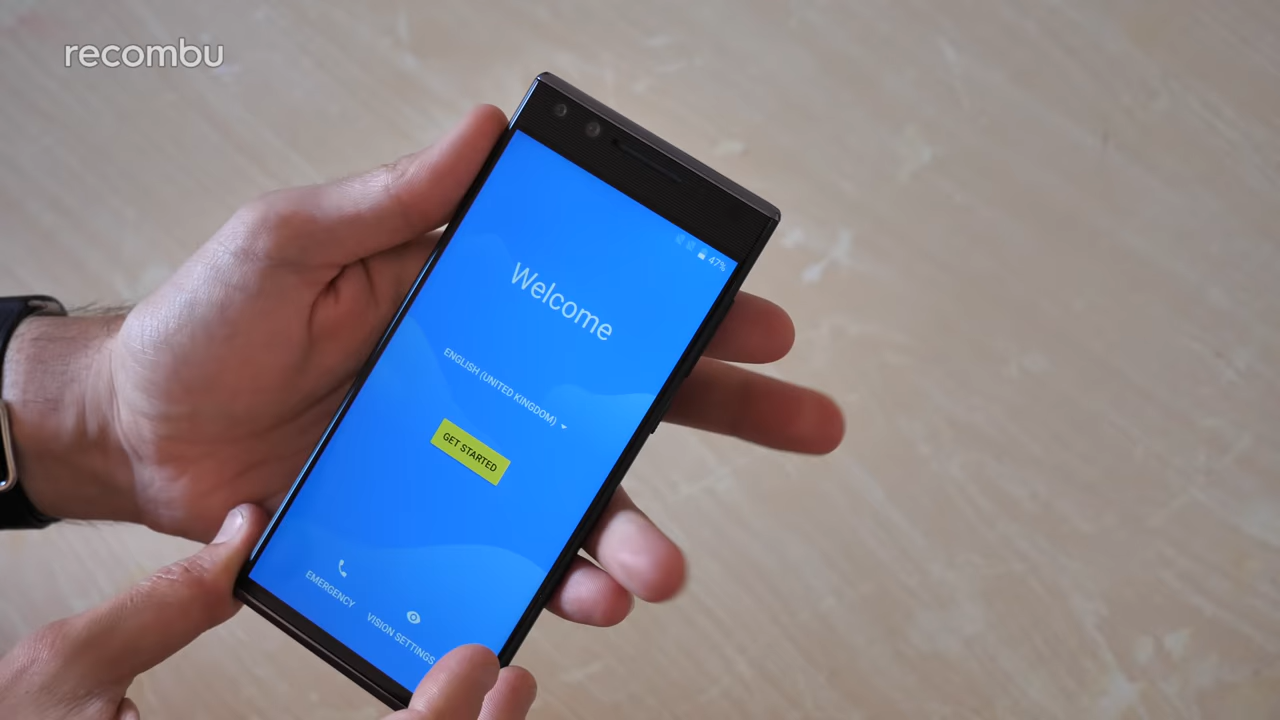 recombu
47%
Welcome
ENGLISH (UNITED KINGDOM)
GET STARTED
EMERGENCY
VISION SETTINGS